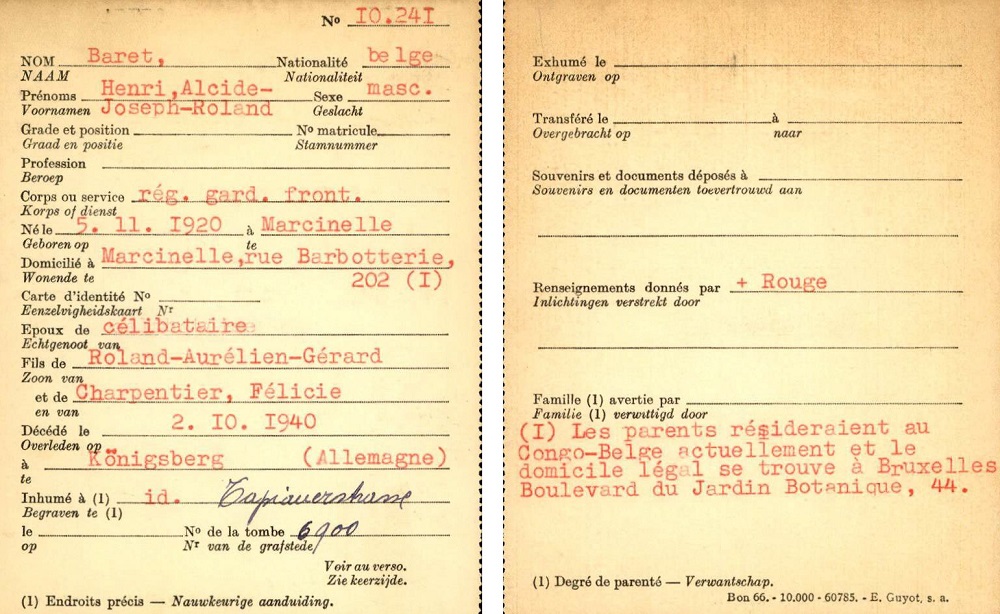 Nº IO.24I
NOM Baret, Nationalité belge
NAAM Nationaliteit
Prénoms Henri,Alcide- Sexe masc.
Voornamen Joseph-Roland Geslacht
Grade et position Nº matricule
Graad en positie Stamnummer
Profession
Beroep
Corps ou service rég. gard. front.
Korps of dienst
Né le 5. II. I920 à Marcinelle
Geboren op te
Domicilié à Marcinelle,rue Barbotterie,
Wonende te 202 (I)
Carte d'identité Nº
Eenzelvigheidskaart Nr
Epoux de célibataire
Echtgenoot van
Fils de Roland-Aurélien-Gérard
Zoon van
et de Charpentier, Félicie
en van
Décédé le 2. IO. I940
Overleden op
à Königsberg (Allemagne)
te
Inhumé à (1) id. Tapiauerstrasse
Begraven te (1)
le Nº de la tombe 6900
op Nr van de grafstede
Voir au verso.
Zie keerzijde.
(1) Endroits précis — Nauwkeurige aanduiding.
Exhumé le
Ontgraven op
Transféré le à
Overgebracht op naar
Souvenirs et documents déposés à
Souvenirs en documenten toevertrouwd aan
Renseignements donnés par + Rouge
Inlichtingen verstrekt door
Famille (1) avertie par
Familie (1) verwittigd door
(I) Les parents résideraient au
Congo-Belge actuellement et le
domicile légal se trouve à Bruxelles
Boulevard du Jardin Botanique, 44.
(1) Degré de parenté — Verwantschap.
Bon 66. - 10.000 - 60785. - E. Guyot, s. a.